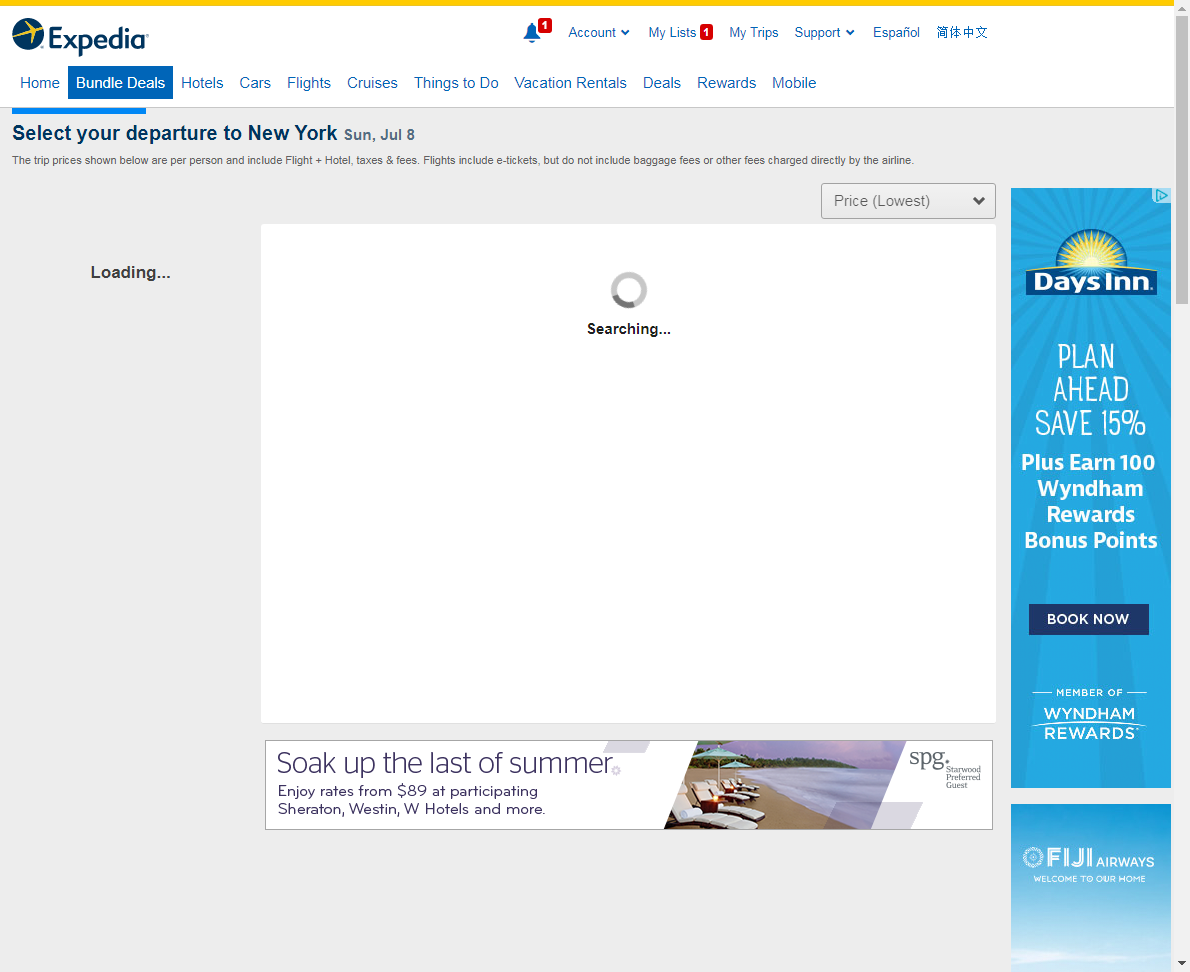 Expedia
1
Account
My Lists 1
My Trips
Support
Español
简体中文
Home
Bundle Deals
Hotels
Cars
Flights
Cruises
Things to Do
Vacation Rentals
Deals
Rewards
Mobile
Select your departure to New York Sun, Jul 8
The trip prices shown below are per person and include Flight + Hotel, taxes & fees. Flights include e-tickets, but do not include baggage fees or other fees charged directly by the airline.
Price (Lowest)
Loading...
Searching...
Days Inn.
PLAN
AHEAD
SAVE 15%
Plus Earn 100
Wyndham
Rewards
Bonus Points
BOOK NOW
MEMBER OF
WYNDHAM
REWARDS
Soak up the last of summer.
Enjoy rates from $89 at participating
Sheraton, Westin, W Hotels and more.
spg.
Starwood
Preferred
Guest
FIJI AIRWAYS
WELCOME TO OUR HOME